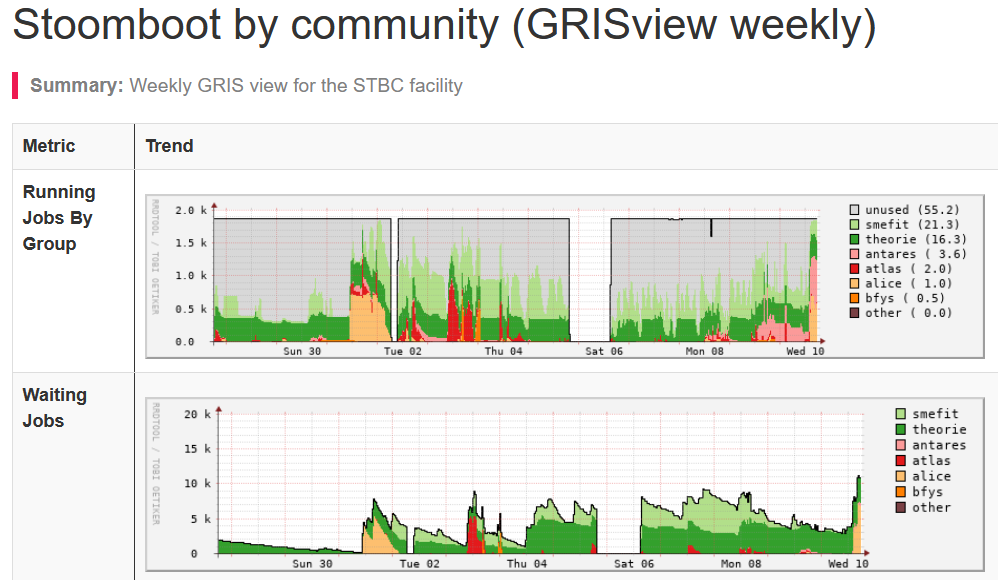 Stoomboot by community (GRISview weekly)
Summary: Weekly GRIS view for the STBC facility
Metric Trend
Running Jobs By Group
RRDTOOL / TOBI OETIKER
2.0 k
1.5 k
1.0 k
0.5 k
0.0
Sun 30 Tue 02 Thu 04 Sat 06 Mon 08 Wed 10
unused (55.2)
smefit (21.3)
theorie (16.3)
antares ( 3.6)
atlas ( 2.0)
alice ( 1.0)
bfys ( 0.5)
other ( 0.0)
Waiting Jobs
RRDTOOL / TOBI OETIKER
20 k
15 k
10 k
5 k
0
Sun 30 Tue 02 Thu 04 Sat 06 Mon 08 Wed 10
smefit
theorie
antares
atlas
alice
bfys
other